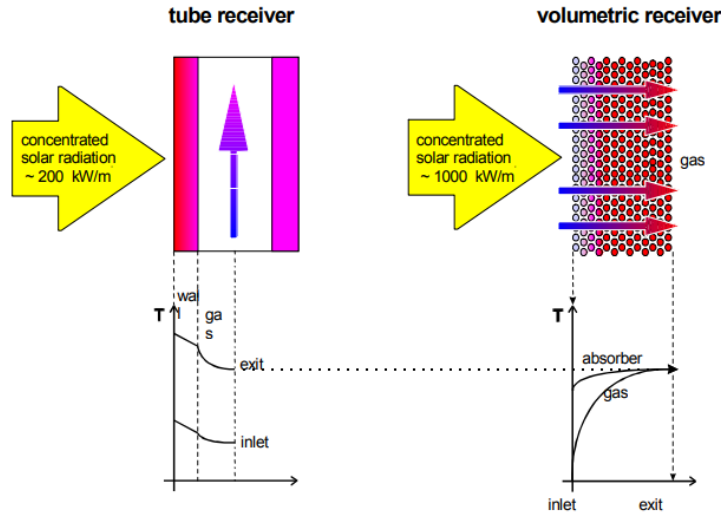 tube receiver
volumetric receiver
concentrated
solar radiation
~ 200 kW/m
concentrated
solar radiation
~ 1000 kW/m
gas
wal
l
T
ga
s
exit
inlet
T
absorber
gas
inlet
exit